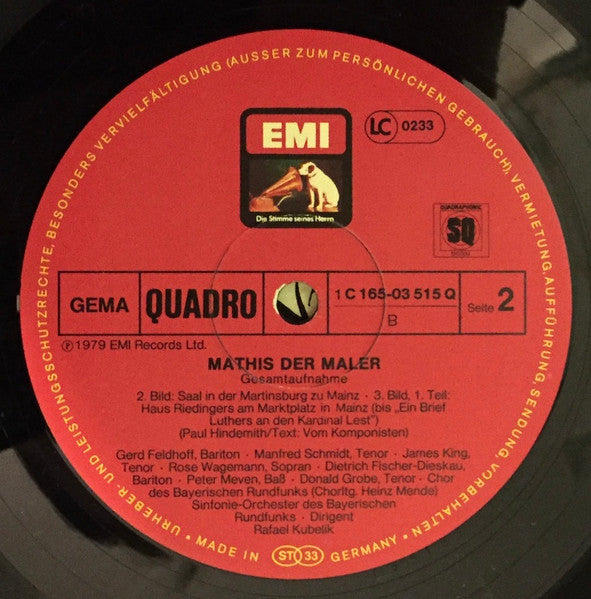 URHEBER- UND LEISTUNGSSCHUTZRECHTE, BESONDERS VERVIELFÄLTIGUNG (AUSSER ZUM PERSÖNLICHEN GEBRAUCH), VERMIETUNG, AUFFÜHRUNG, SENDUNG, VORBEHALTEN
EMI
LC 0233
Die Stimme seines Herrn
QUADRAPHONIC
SQ
GEMA
QUADRO
1 C 165-03 515 Q
B
Seite 2
℗ 1979 EMI Records Ltd.
MATHIS DER MALER
Gesamtaufnahme
2. Bild: Saal in der Martinsburg zu Mainz · 3. Bild, 1. Teil:
Haus Riedingers am Marktplatz in Mainz (bis „Ein Brief
Luthers an den Kardinal Lest”)
(Paul Hindemith/Text: Vom Komponisten)
Gerd Feldhoff, Bariton · Manfred Schmidt, Tenor · James King,
Tenor · Rose Wagemann, Sopran · Dietrich Fischer-Dieskau,
Bariton · Peter Meven, Baß · Donald Grobe, Tenor · Chor
des Bayerischen Rundfunks (Chorltg. Heinz Mende)
Sinfonie-Orchester des Bayerischen
Rundfunks · Dirigent
Rafael Kubelik
· MADE IN ST 33 GERMANY ·